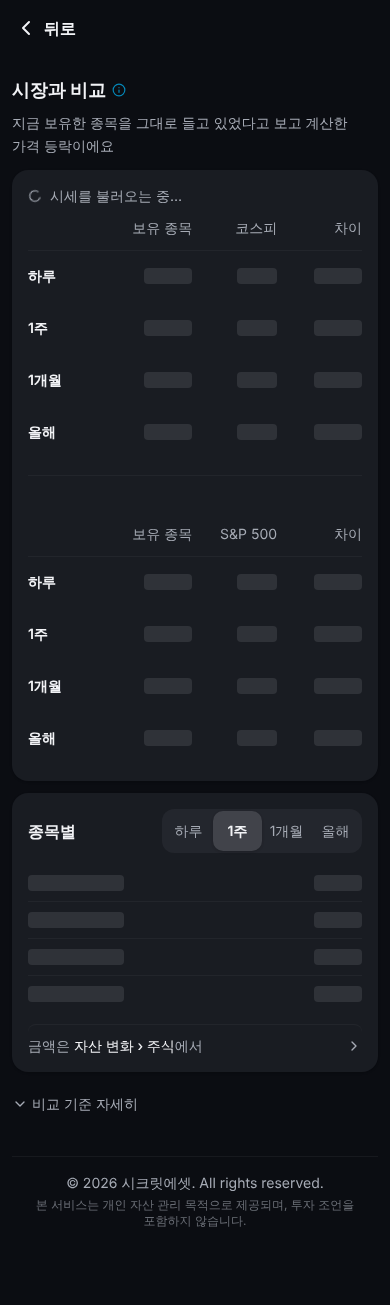 뒤로
시장과 비교
지금 보유한 종목을 그대로 들고 있었다고 보고 계산한
가격 등락이에요
시세를 불러오는 중...
보유 종목 코스피 차이
하루
1주
1개월
올해
보유 종목 S&P 500 차이
하루
1주
1개월
올해
종목별 하루 1주 1개월 올해
금액은 자산 변화 › 주식에서
비교 기준 자세히
© 2026 시크릿에셋. All rights reserved.
본 서비스는 개인 자산 관리 목적으로 제공되며, 투자 조언을
포함하지 않습니다.